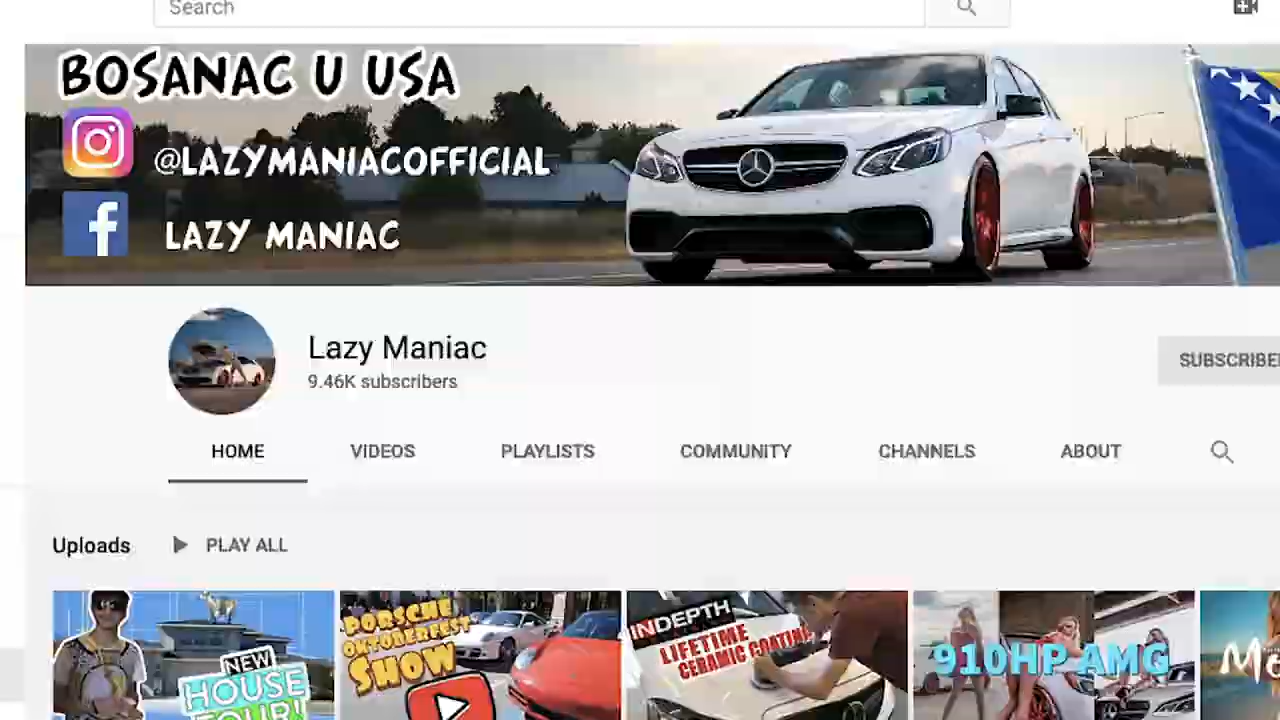 Search
BOSANAC U USA
@LAZYMANIACOFFICIAL
LAZY MANIAC
Lazy Maniac
9.46K subscribers
HOME VIDEOS PLAYLISTS COMMUNITY CHANNELS ABOUT
Uploads PLAY ALL
NEW
HOUSE
TOUR!
PORSCHE
OKTOBERFEST
SHOW
INDEPTH
LIFETIME
CERAMIC COATING
910HP AMG